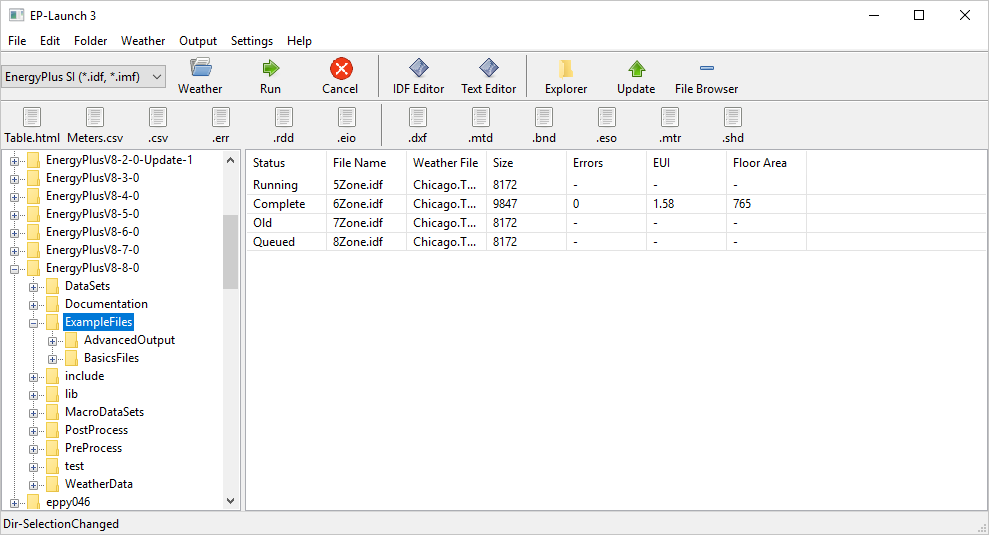 EP-Launch 3
File Edit Folder Weather Output Settings Help
EnergyPlus SI (*.idf, *.imf) Weather Run Cancel IDF Editor Text Editor Explorer Update File Browser
Table.html Meters.csv .csv .err .rdd .eio .dxf .mtd .bnd .eso .mtr .shd
EnergyPlusV8-2-0-Update-1
EnergyPlusV8-3-0
EnergyPlusV8-4-0
EnergyPlusV8-5-0
EnergyPlusV8-6-0
EnergyPlusV8-7-0
EnergyPlusV8-8-0
DataSets
Documentation
ExampleFiles
AdvancedOutput
BasicsFiles
include
lib
MacroDataSets
PostProcess
PreProcess
test
WeatherData
eppy046
Status File Name Weather File Size Errors EUI Floor Area
Running 5Zone.idf Chicago.T... 8172 - - -
Complete 6Zone.idf Chicago.T... 9847 0 1.58 765
Old 7Zone.idf Chicago.T... 8172 - - -
Queued 8Zone.idf Chicago.T... 8172 - - -
Dir-SelectionChanged